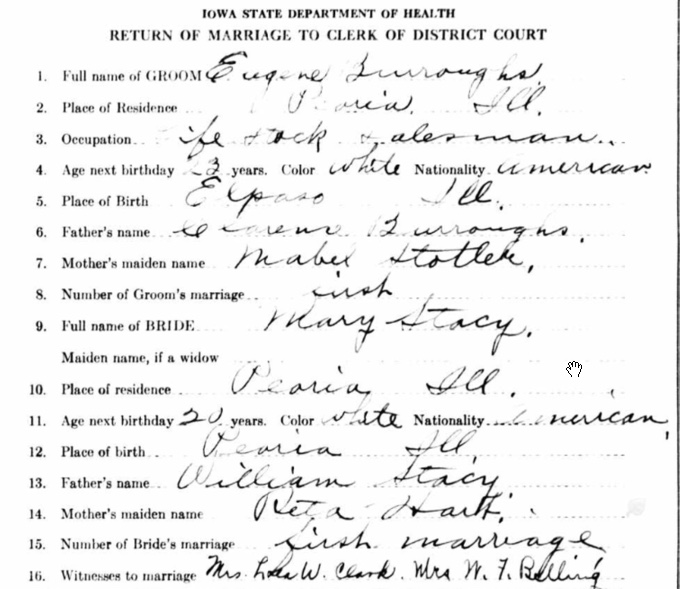 IOWA STATE DEPARTMENT OF HEALTH
RETURN OF MARRIAGE TO CLERK OF DISTRICT COURT
1. Full name of GROOM Eugene Burroughs
2. Place of Residence Peoria, Ill.
3. Occupation life stock salesman
4. Age next birthday 23 years. Color white Nationality American
5. Place of Birth Elpaso Ill.
6. Father's name Clarence Burroughs,
7. Mother's maiden name Mabel Stotler,
8. Number of Groom's marriage first
9. Full name of BRIDE Mary Stacy.
Maiden name, if a widow
10. Place of residence Peoria, Ill.
11. Age next birthday 20 years. Color white Nationality American,
12. Place of birth Peoria Ill.
13. Father's name William Stacy
14. Mother's maiden name Reta Hart.
15. Number of Bride's marriage first marriage
16. Witnesses to marriage Mrs. W. Clark. Mrs W. F.